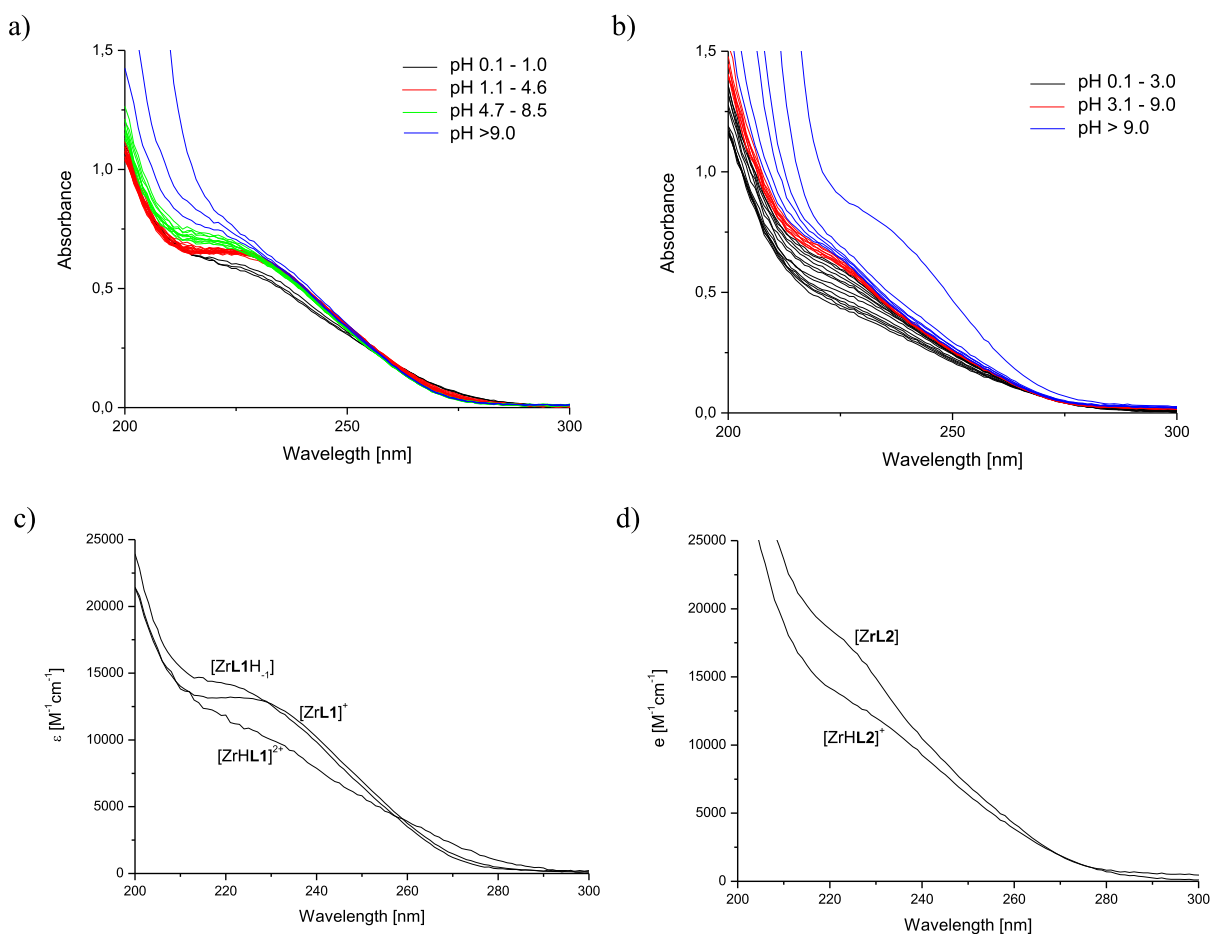 a)
1,5
1,0
0,5
0,0
200
250
300
Absorbance
Wavelegth [nm]
pH 0.1 - 1.0
pH 1.1 - 4.6
pH 4.7 - 8.5
pH >9.0
b)
1,5
1,0
0,5
0,0
200
250
300
Absorbance
Wavelength [nm]
pH 0.1 - 3.0
pH 3.1 - 9.0
pH > 9.0
c)
25000
20000
15000
10000
5000
0
200
220
240
260
280
300
ε [M⁻¹cm⁻¹]
Wavelength [nm]
[ZrL1H₋₁]
[ZrL1]⁺
[ZrHL1]²⁺
d)
25000
20000
15000
10000
5000
0
200
220
240
260
280
300
e [M⁻¹cm⁻¹]
Wavelength [nm]
[ZrL2]
[ZrHL2]⁺